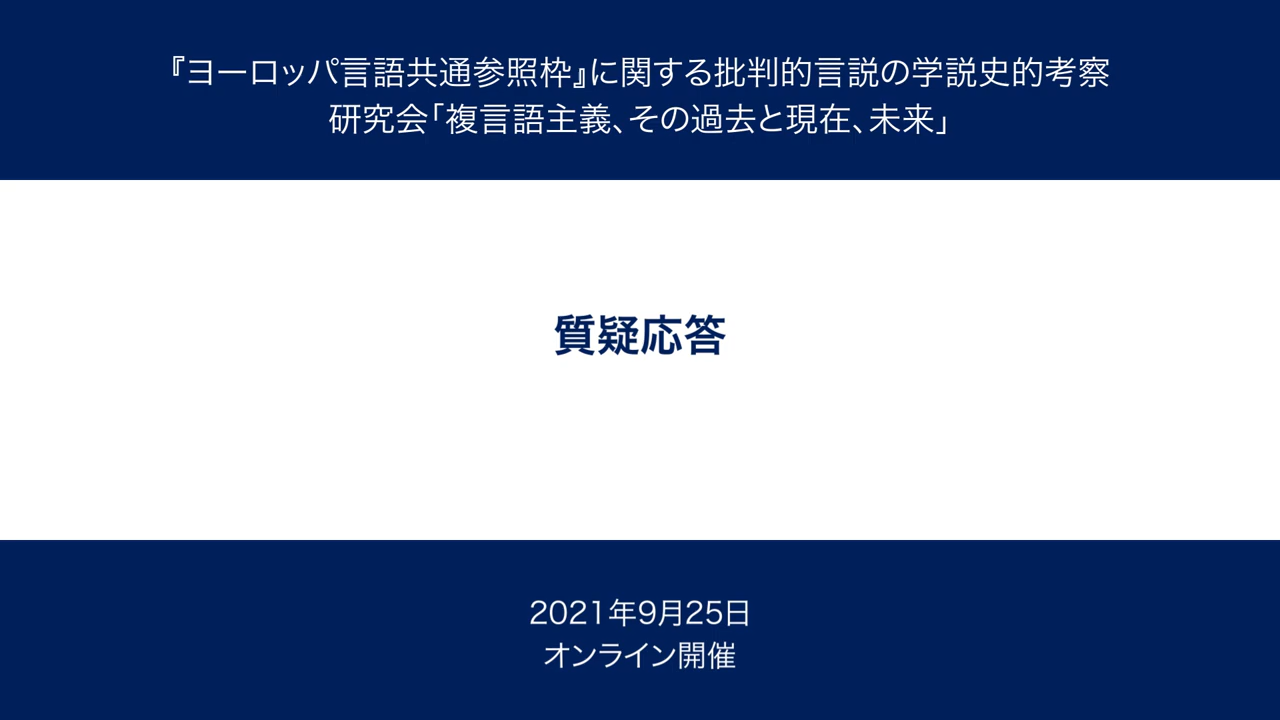 『ヨーロッパ言語共通参照枠』に関する批判的言説の学説史的考察
研究会「複言語主義、その過去と現在、未来」
質疑応答
2021年9月25日
オンライン開催